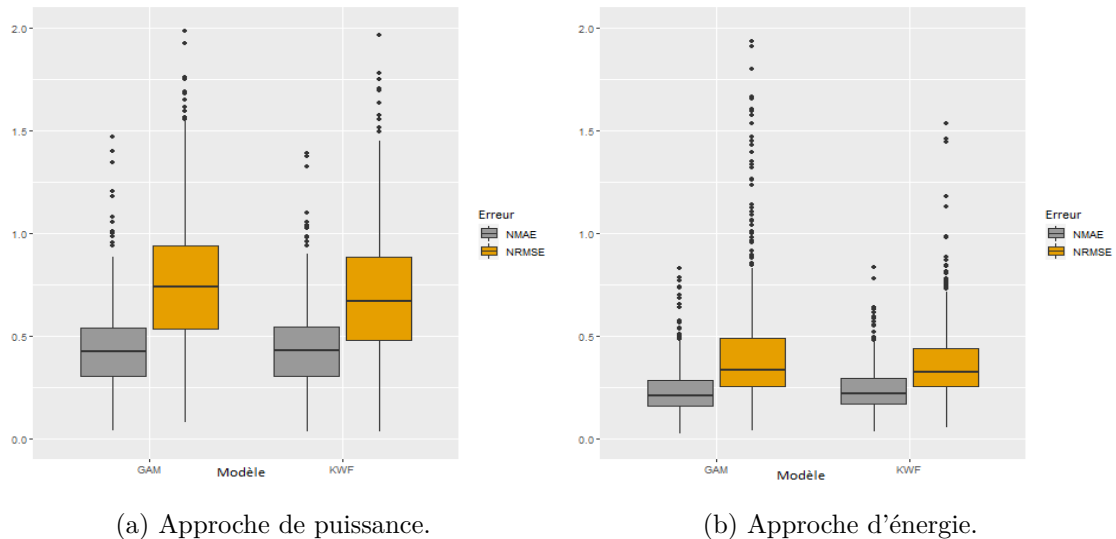 2.0
1.5
1.0
0.5
0.0
GAM
Modèle
KWF
Erreur
NMAE
NRMSE
(a) Approche de puissance.
2.0
1.5
1.0
0.5
0.0
GAM
Modèle
KWF
Erreur
NMAE
NRMSE
(b) Approche d'énergie.